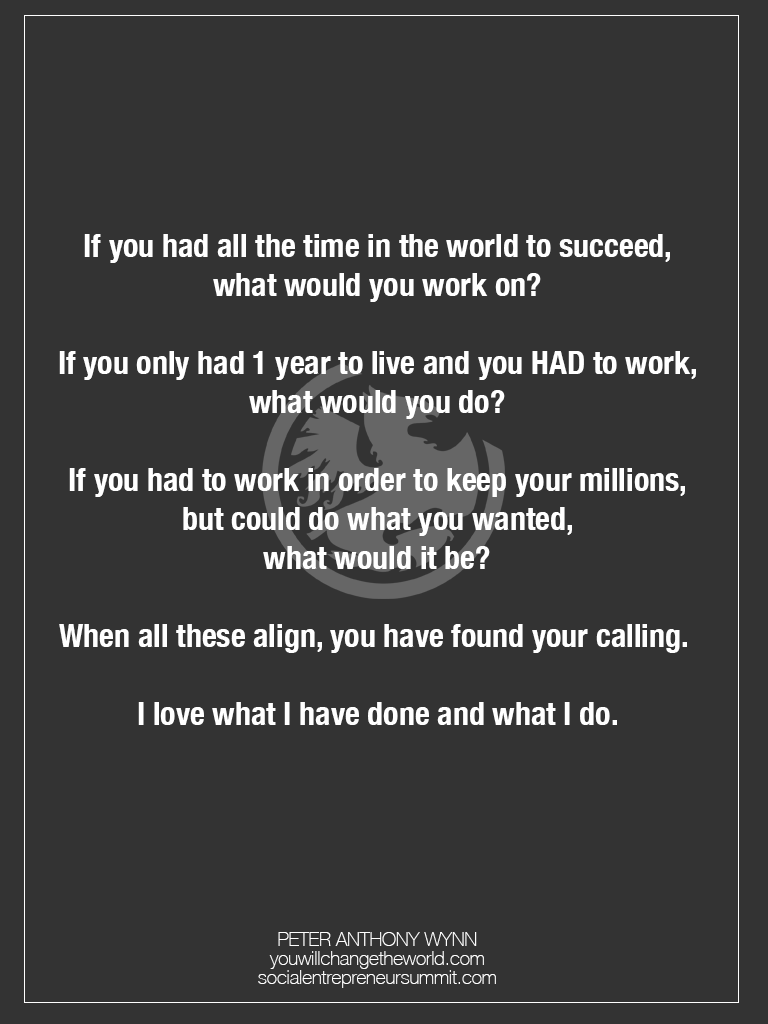 If you had all the time in the world to succeed,
what would you work on?
If you only had 1 year to live and you HAD to work,
what would you do?
If you had to work in order to keep your millions,
but could do what you wanted,
what would it be?
When all these align, you have found your calling.
I love what I have done and what I do.
PETER ANTHONY WYNN
youwillchangetheworld.com
socialentrepreneursummit.com